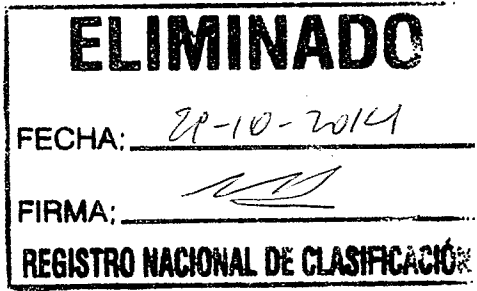 ELIMINADO
FECHA: 29-10-2014
FIRMA:
REGISTRO NACIONAL DE CLASIFICACIÓN